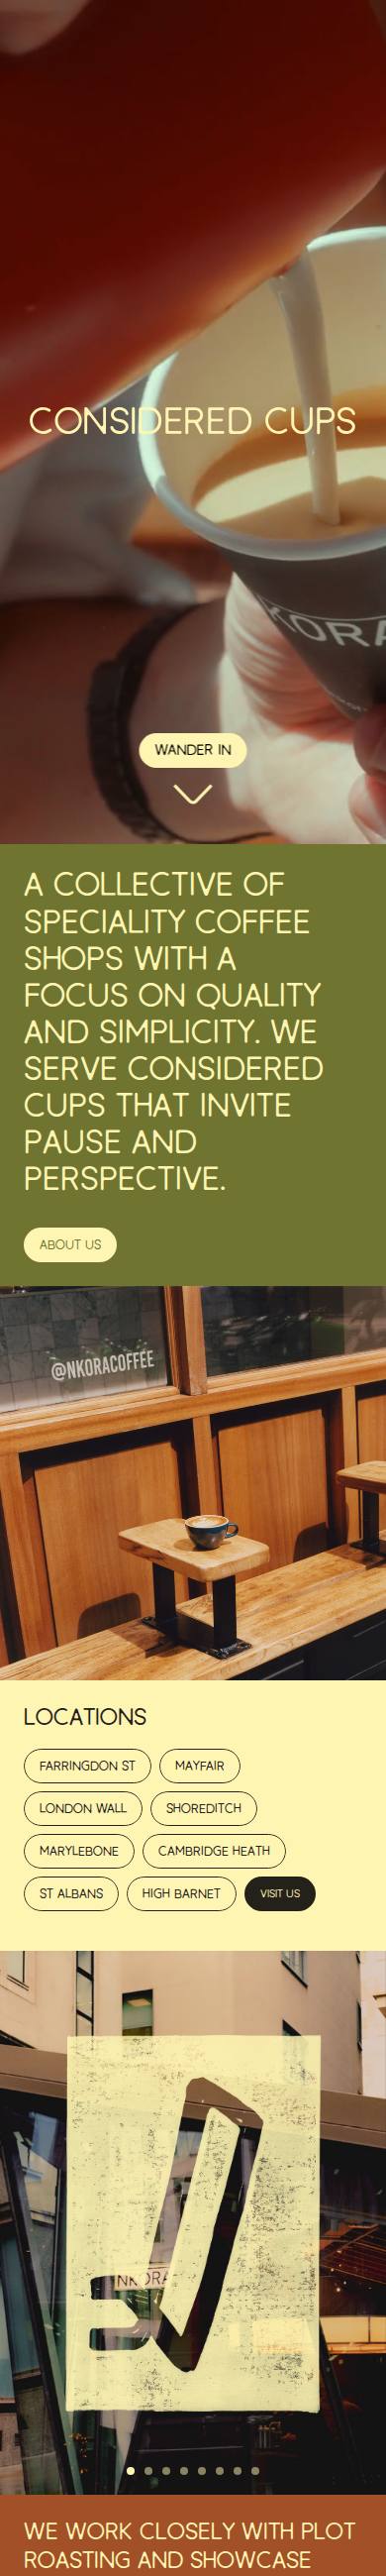 CONSIDERED CUPS
KORA
WANDER IN
A COLLECTIVE OF
SPECIALITY COFFEE
SHOPS WITH A
FOCUS ON QUALITY
AND SIMPLICITY. WE
SERVE CONSIDERED
CUPS THAT INVITE
PAUSE AND
PERSPECTIVE.
ABOUT US
@NKORACOFFEE
LOCATIONS
FARRINGDON ST MAYFAIR
LONDON WALL SHOREDITCH
MARYLEBONE CAMBRIDGE HEATH
ST ALBANS HIGH BARNET VISIT US
NKORA
WE WORK CLOSELY WITH PLOT
ROASTING AND SHOWCASE